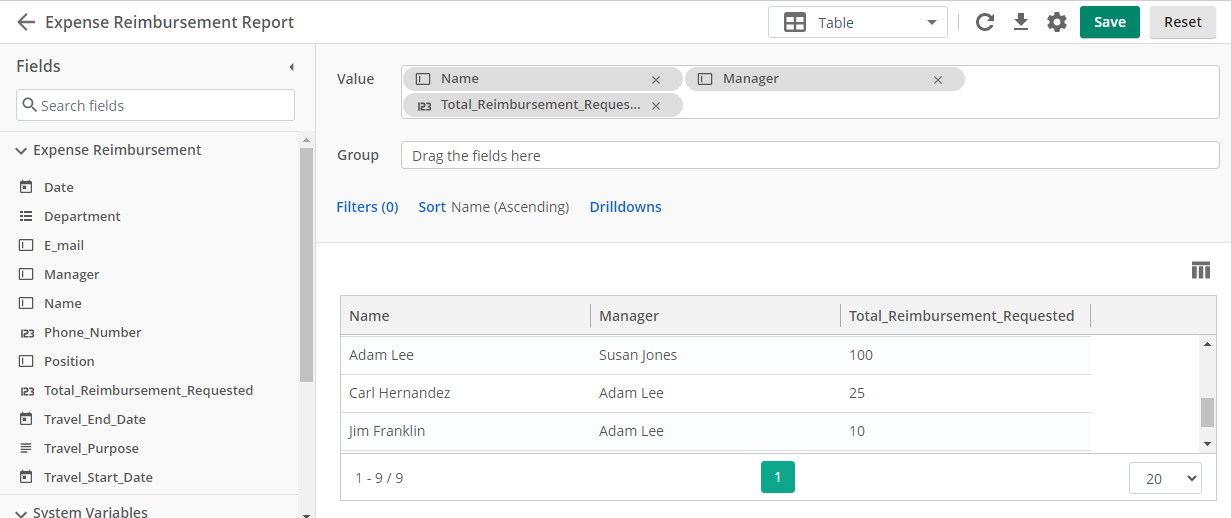 Expense Reimbursement Report
Table
Save
Reset
Fields
Search fields
Expense Reimbursement
Date
Department
E_mail
Manager
Name
123 Phone_Number
Position
123 Total_Reimbursement_Requested
Travel_End_Date
Travel_Purpose
Travel_Start_Date
System Variables
Value
Name
Manager
123 Total_Reimbursement_Reques...
Group
Drag the fields here
Filters (0) Sort Name (Ascending) Drilldowns
Name Manager Total_Reimbursement_Requested
Adam Lee Susan Jones 100
Carl Hernandez Adam Lee 25
Jim Franklin Adam Lee 10
1 - 9 / 9 1 20